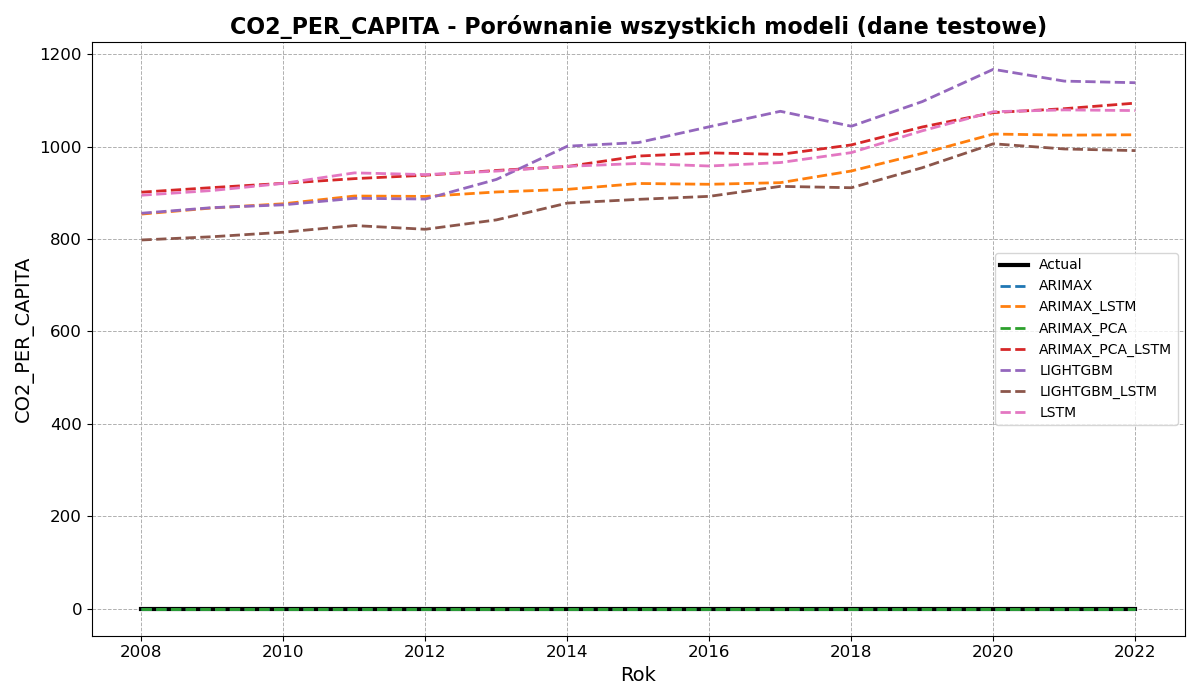 CO2_PER_CAPITA - Porównanie wszystkich modeli (dane testowe)
1200
1000
800
600
400
200
0
CO2_PER_CAPITA
Actual
ARIMAX
ARIMAX_LSTM
ARIMAX_PCA
ARIMAX_PCA_LSTM
LIGHTGBM
LIGHTGBM_LSTM
LSTM
2008 2010 2012 2014 2016 2018 2020 2022
Rok